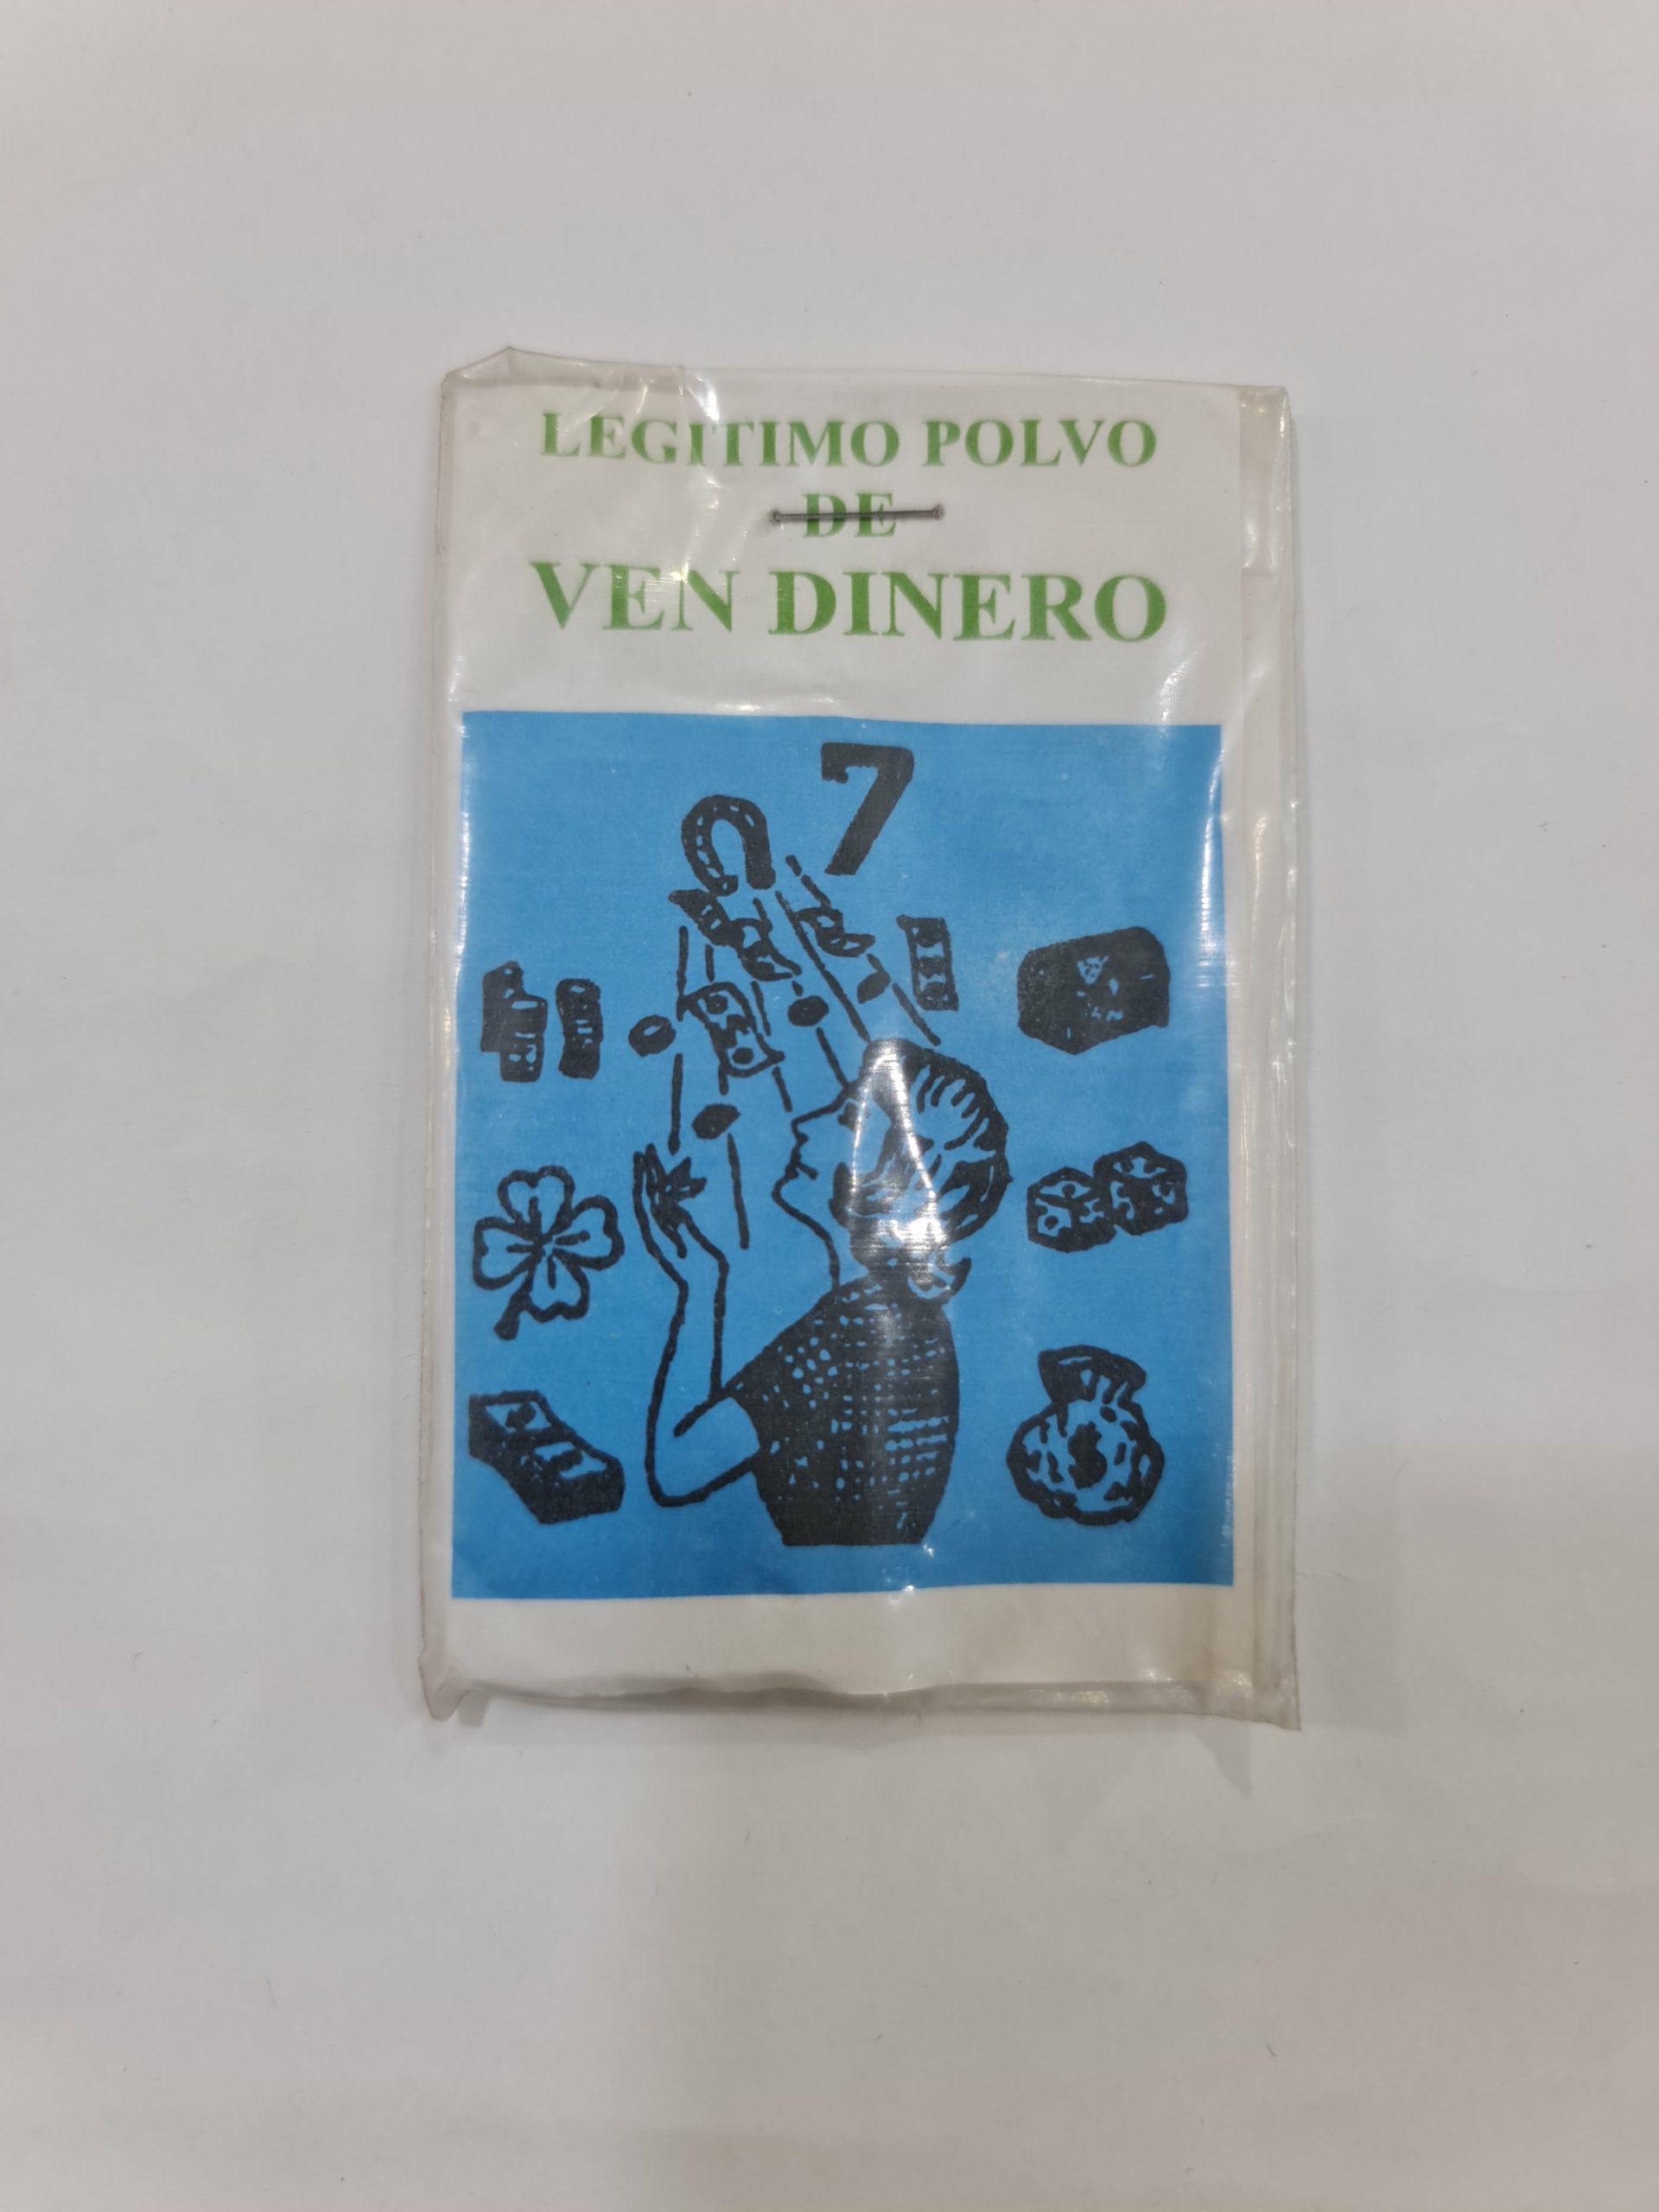 LEGITIMO POLVO
DE
VEN DINERO
7
$